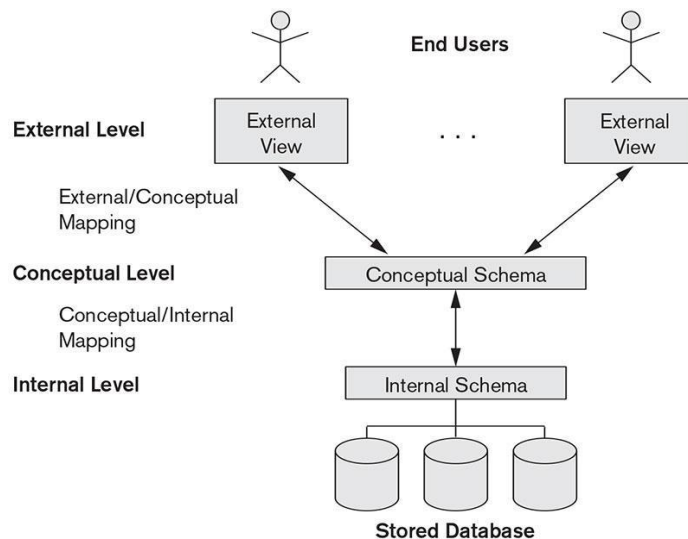 End Users
External Level
External
View
. . .
External
View
External/Conceptual
Mapping
Conceptual Level
Conceptual Schema
Conceptual/Internal
Mapping
Internal Level
Internal Schema
Stored Database